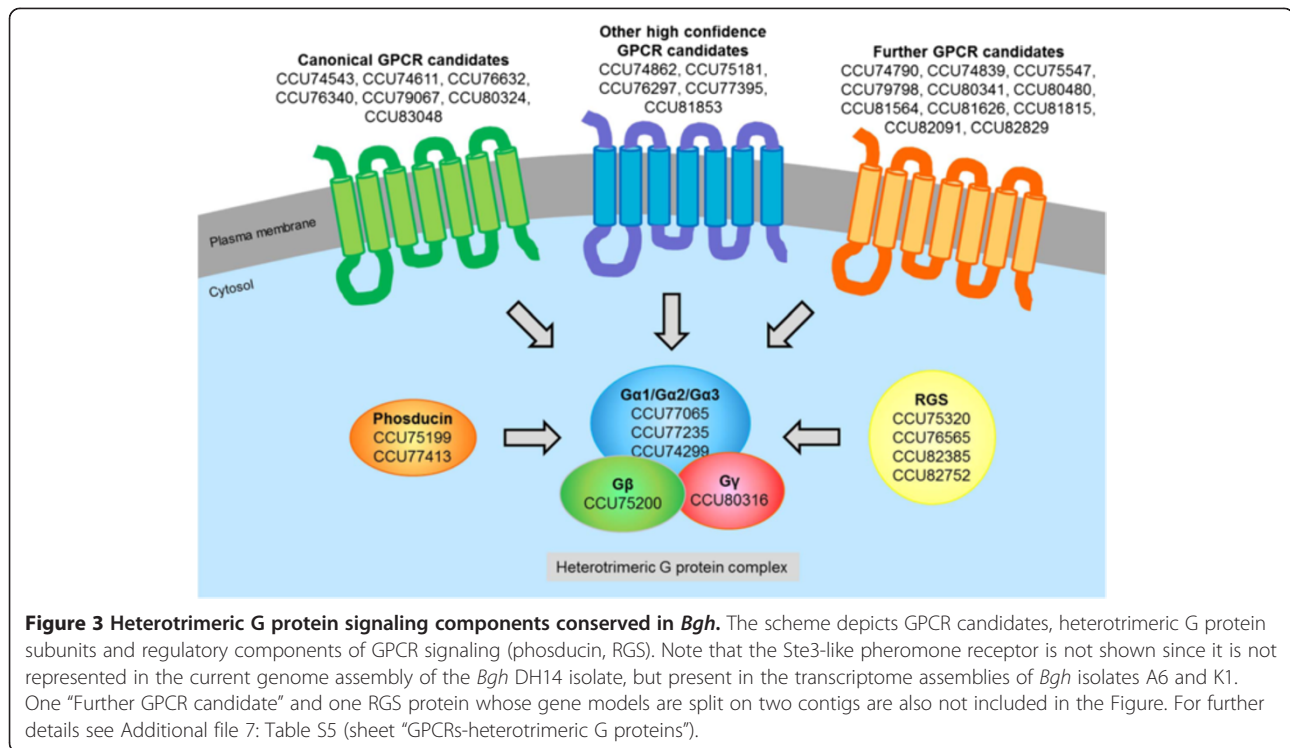 Canonical GPCR candidates
CCU74543, CCU74611, CCU76632,
CCU76340, CCU79067, CCU80324,
CCU83048
Other high confidence
GPCR candidates
CCU74862, CCU75181,
CCU76297, CCU77395,
CCU81853
Further GPCR candidates
CCU74790, CCU74839, CCU75547,
CCU79798, CCU80341, CCU80480,
CCU81564, CCU81626, CCU81815,
CCU82091, CCU82829
Plasma membrane
Cytosol
Phosducin
CCU75199
CCU77413
Gα1/Gα2/Gα3
CCU77065
CCU77235
CCU74299
Gβ
CCU75200
Gγ
CCU80316
RGS
CCU75320
CCU76565
CCU82385
CCU82752
Heterotrimeric G protein complex
Figure 3 Heterotrimeric G protein signaling components conserved in Bgh. The scheme depicts GPCR candidates, heterotrimeric G protein
subunits and regulatory components of GPCR signaling (phosducin, RGS). Note that the Ste3-like pheromone receptor is not shown since it is not
represented in the current genome assembly of the Bgh DH14 isolate, but present in the transcriptome assemblies of Bgh isolates A6 and K1.
One “Further GPCR candidate” and one RGS protein whose gene models are split on two contigs are also not included in the Figure. For further
details see Additional file 7: Table S5 (sheet “GPCRs-heterotrimeric G proteins”).